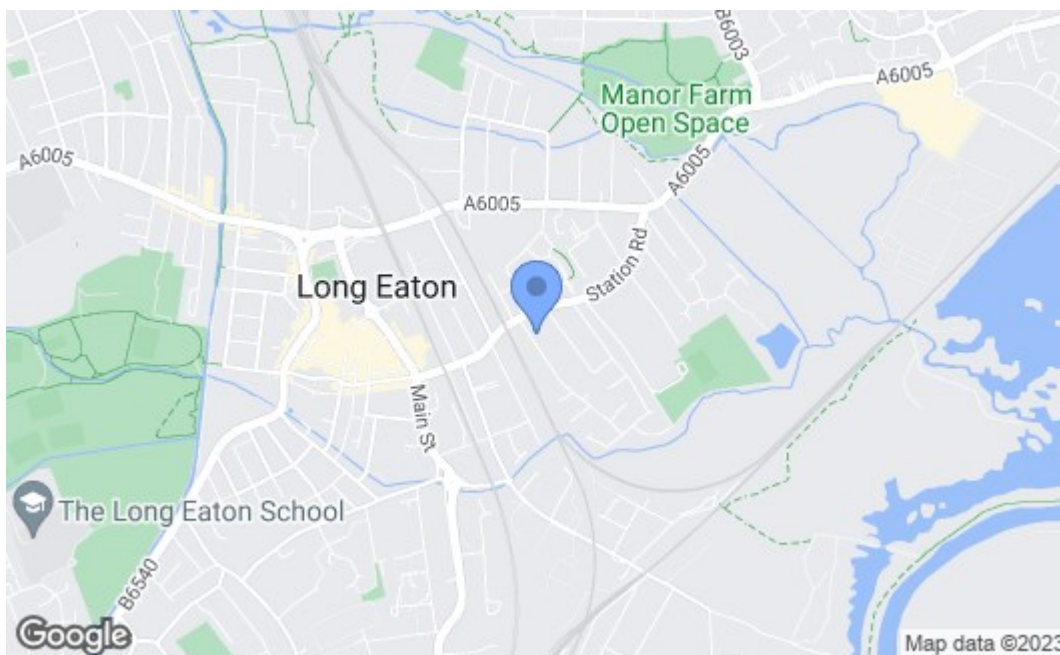 B6003
A6005
Manor Farm
Open Space
A6005
A6005
A6005
Station Rd
Long Eaton
Main St
The Long Eaton School
B6540
Google
Map data ©2023